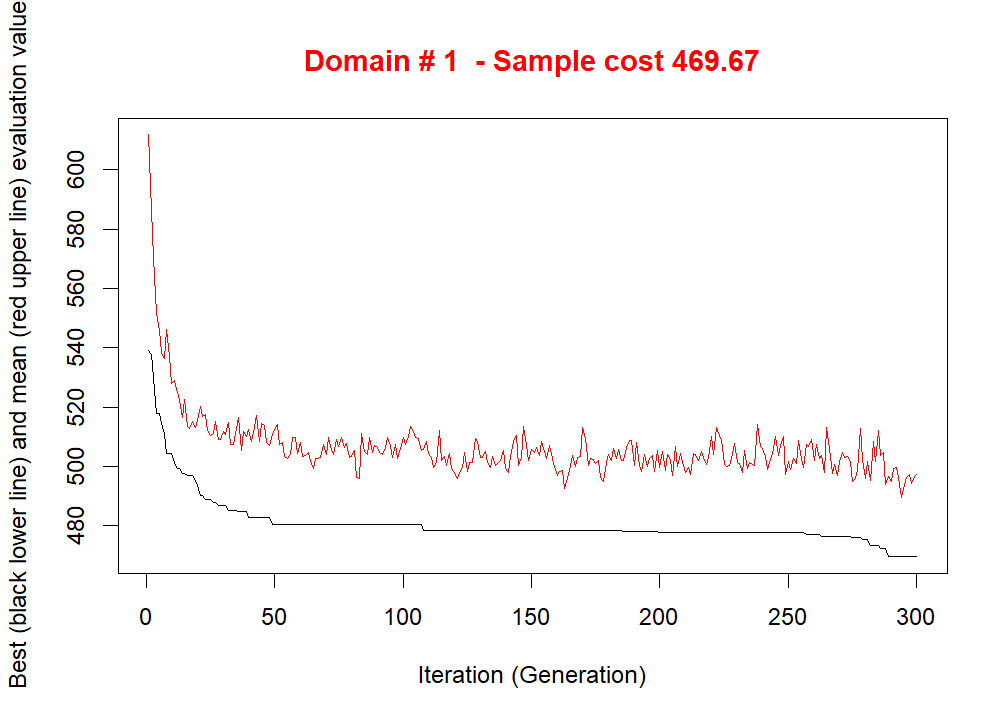 Domain # 1  - Sample cost 469.67
Best (black lower line) and mean (red upper line) evaluation value
600
580
560
540
520
500
480
0 50 100 150 200 250 300
Iteration (Generation)